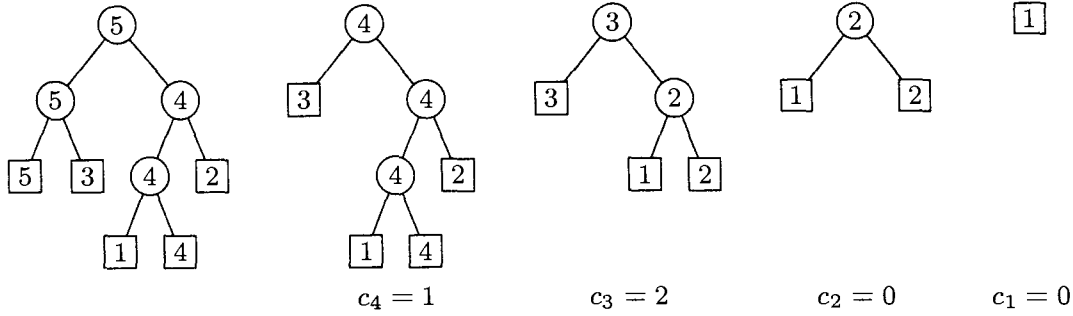 5 4 3 2 1
5 4 3 4 3 2 1 2
5 3 4 2 4 2 1 2
1 4 1 4
c₄ = 1 c₃ = 2 c₂ = 0 c₁ = 0